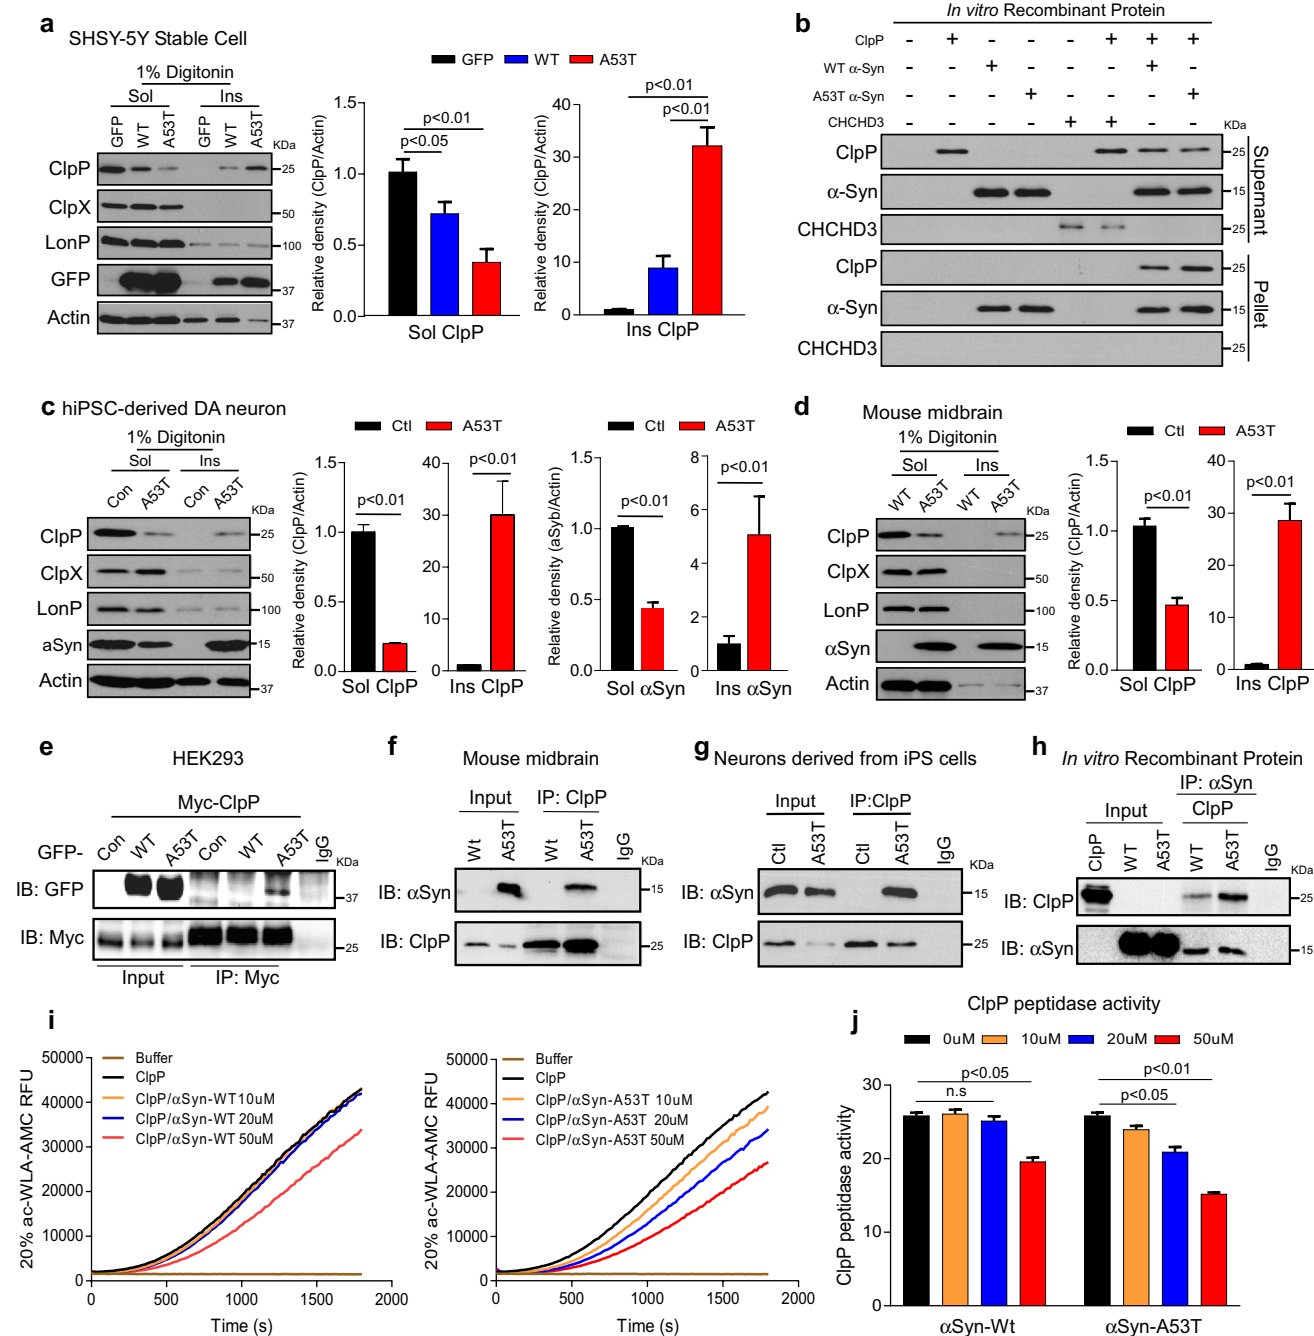 a
SHSY-5Y Stable Cell
1% Digitonin
Sol Ins
GFP WT A53T GFP WT A53T
KDa
ClpP 25
ClpX 50
LonP 100
GFP 37
Actin 37
GFP WT A53T
Relative density (ClpP/Actin)
1.5
1.0
0.5
0.0
p<0.01
p<0.05
Sol ClpP
Relative density (ClpP/Actin)
40
30
20
10
0
p<0.01
p<0.01
Ins ClpP
b
In vitro Recombinant Protein
ClpP - + - - - + + +
WT α-Syn - - + - - - + -
A53T α-Syn - - - + - - - +
CHCHD3 - - - - + + - -
KDa
ClpP 25
α-Syn 15
CHCHD3 25
Supernant
ClpP 25
α-Syn 15
CHCHD3 25
Pellet
c hiPSC-derived DA neuron
1% Digitonin
Sol Ins
Con A53T Con A53T
KDa
ClpP 25
ClpX 50
LonP 100
aSyn 15
Actin 37
Ctl A53T
Relative density (ClpP/Actin)
1.5
1.0
0.5
0.0
p<0.01
Sol ClpP
40
30
20
10
0
p<0.01
Ins ClpP
Ctl A53T
Relative density (aSyb/Actin)
1.5
1.0
0.5
0.0
p<0.01
Sol αSyn
8
6
4
2
0
p<0.01
Ins αSyn
d
Mouse midbrain
1% Digitonin
Sol Ins
WT A53T WT A53T
KDa
ClpP 25
ClpX 50
LonP 100
αSyn 15
Actin 37
Ctl A53T
Relative density (ClpP/Actin)
1.5
1.0
0.5
0.0
p<0.01
Sol ClpP
40
30
20
10
0
p<0.01
Ins ClpP
e
HEK293
Myc-ClpP
GFP- Con WT A53T Con WT A53T IgG
KDa
IB: GFP 37
IB: Myc 25
Input IP: Myc
f
Mouse midbrain
Input IP: ClpP
Wt A53T Wt A53T IgG
KDa
IB: αSyn 15
IB: ClpP 25
g
Neurons derived from iPS cells
Input IP:ClpP
Ctl A53T Ctl A53T IgG
KDa
IB: αSyn 15
IB: ClpP 25
h
In vitro Recombinant Protein
IP: αSyn
Input ClpP
ClpP WT A53T WT A53T IgG
KDa
IB: ClpP 25
IB: αSyn 15
i
20% ac-WLA-AMC RFU
50000
40000
30000
20000
10000
0
Buffer
ClpP
ClpP/αSyn-WT 10uM
ClpP/αSyn-WT 20uM
ClpP/αSyn-WT 50uM
0 500 1000 1500 2000
Time (s)
20% ac-WLA-AMC RFU
50000
40000
30000
20000
10000
0
Buffer
ClpP
ClpP/αSyn-A53T 10uM
ClpP/αSyn-A53T 20uM
ClpP/αSyn-A53T 50uM
0 500 1000 1500 2000
Time (s)
j
ClpP peptidase activity
0uM 10uM 20uM 50uM
ClpP peptidase activity
30
20
10
0
p<0.05
n.s
p<0.01
p<0.05
αSyn-Wt αSyn-A53T